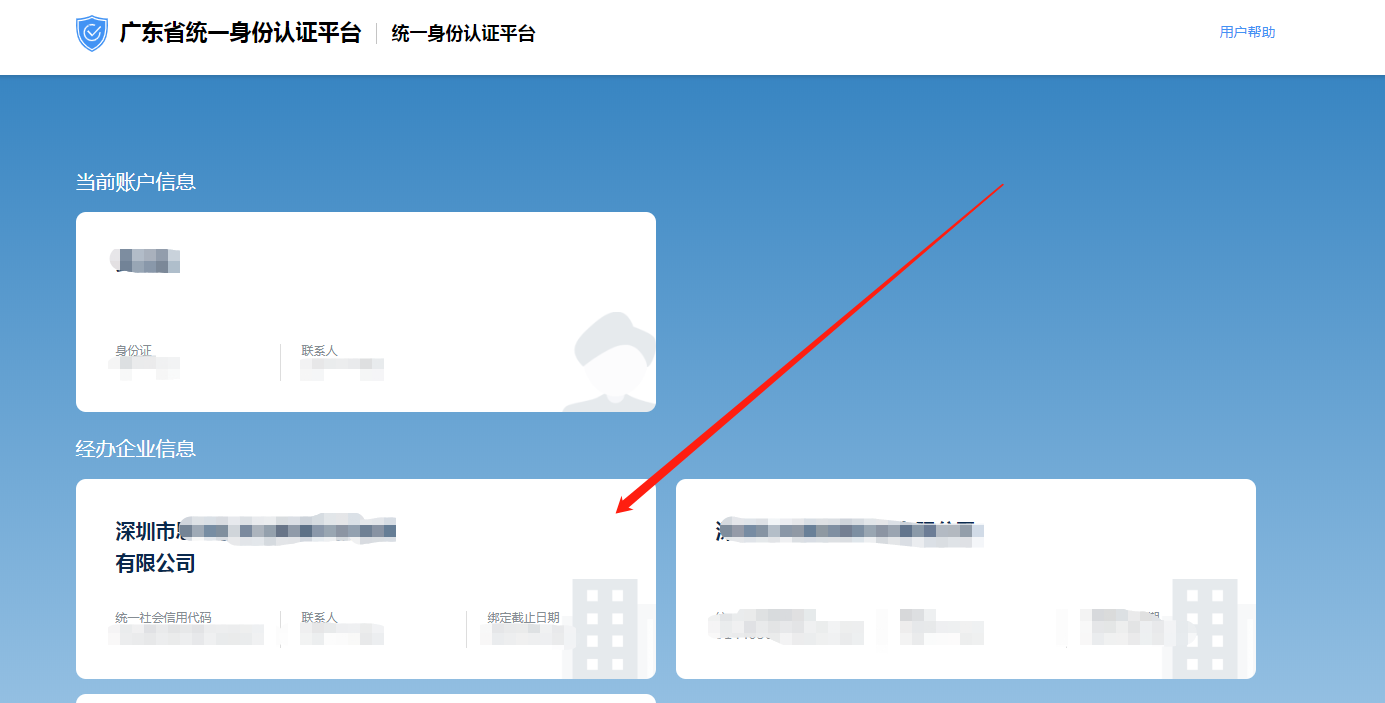 广东省统一身份认证平台 统一身份认证平台 用户帮助
当前账户信息
身份证 联系人
经办企业信息
深圳市
有限公司
统一社会信用代码 联系人 绑定截止日期